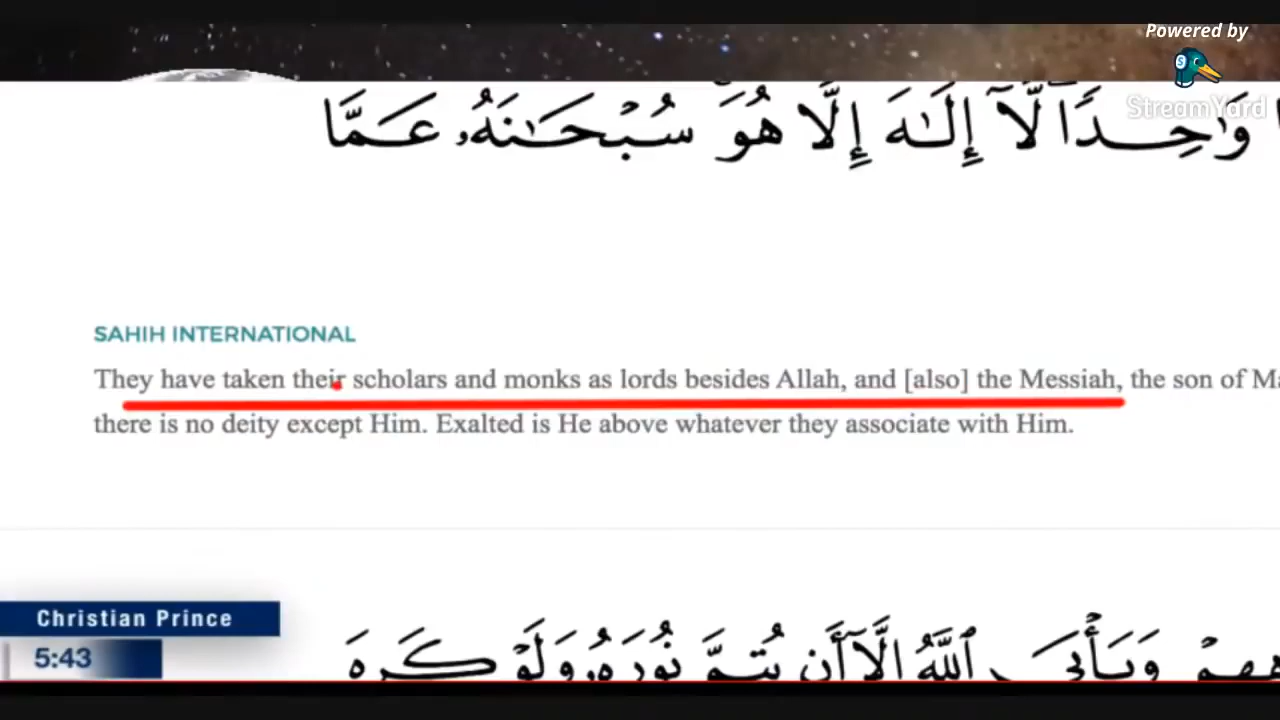 Powered by
StreamYard
وَٰحِدًا لَّآ إِلَـٰهَ إِلَّا هُوَ سُبْحَـٰنَهُۥ عَمَّا
SAHIH INTERNATIONAL
They have taken their scholars and monks as lords besides Allah, and [also] the Messiah, the son of
there is no deity except Him. Exalted is He above whatever they associate with Him.
Christian Prince
5:43
وَيَأْبَى ٱللَّهُ إِلَّآ أَن يُتِمَّ نُورَهُۥ وَلَوْ كَرِهَ